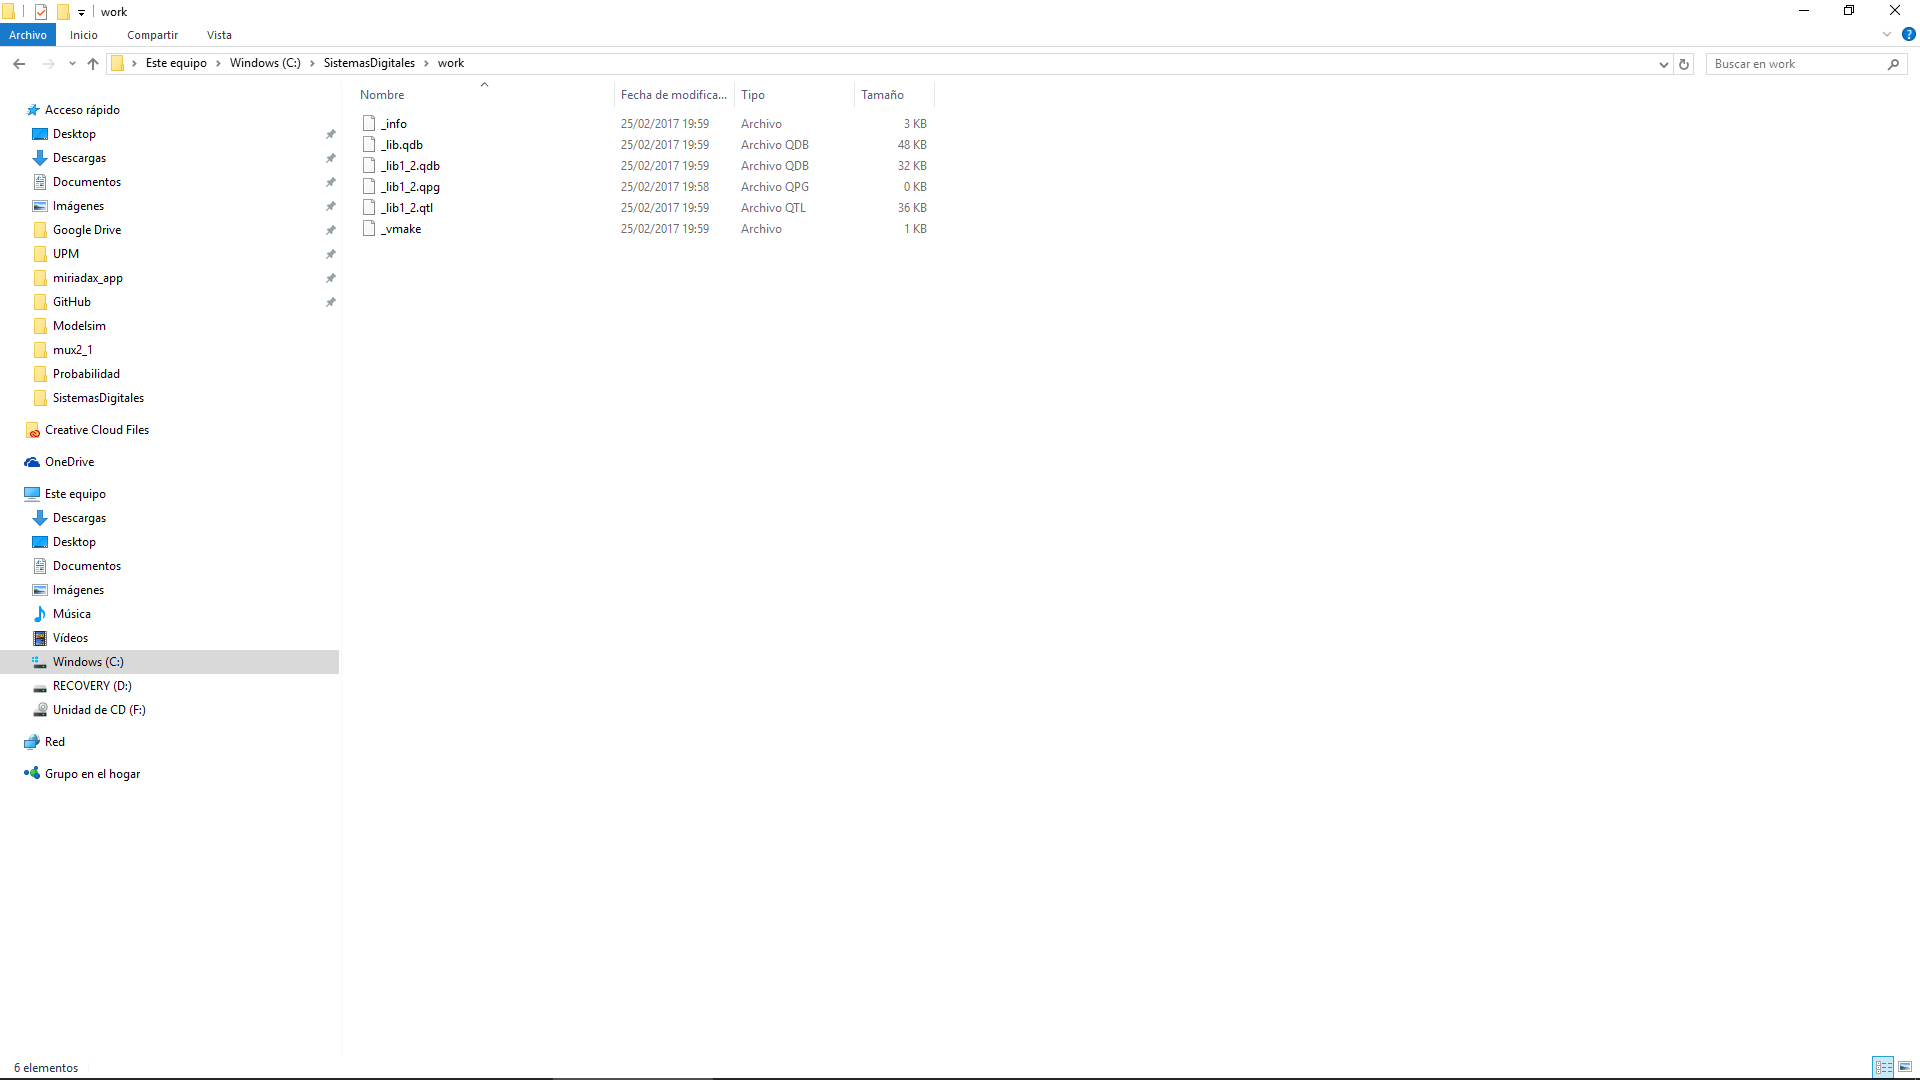 work
Archivo Inicio Compartir Vista
Este equipo Windows (C:) SistemasDigitales work Buscar en work
Nombre Fecha de modifica... Tipo Tamaño
_info 25/02/2017 19:59 Archivo 3 KB
_lib.qdb 25/02/2017 19:59 Archivo QDB 48 KB
_lib1_2.qdb 25/02/2017 19:59 Archivo QDB 32 KB
_lib1_2.qpg 25/02/2017 19:58 Archivo QPG 0 KB
_lib1_2.qtl 25/02/2017 19:59 Archivo QTL 36 KB
_vmake 25/02/2017 19:59 Archivo 1 KB
Acceso rápido
Desktop
Descargas
Documentos
Imágenes
Google Drive
UPM
miriadax_app
GitHub
Modelsim
mux2_1
Probabilidad
SistemasDigitales
Creative Cloud Files
OneDrive
Este equipo
Descargas
Desktop
Documentos
Imágenes
Música
Vídeos
Windows (C:)
RECOVERY (D:)
Unidad de CD (F:)
Red
Grupo en el hogar
6 elementos